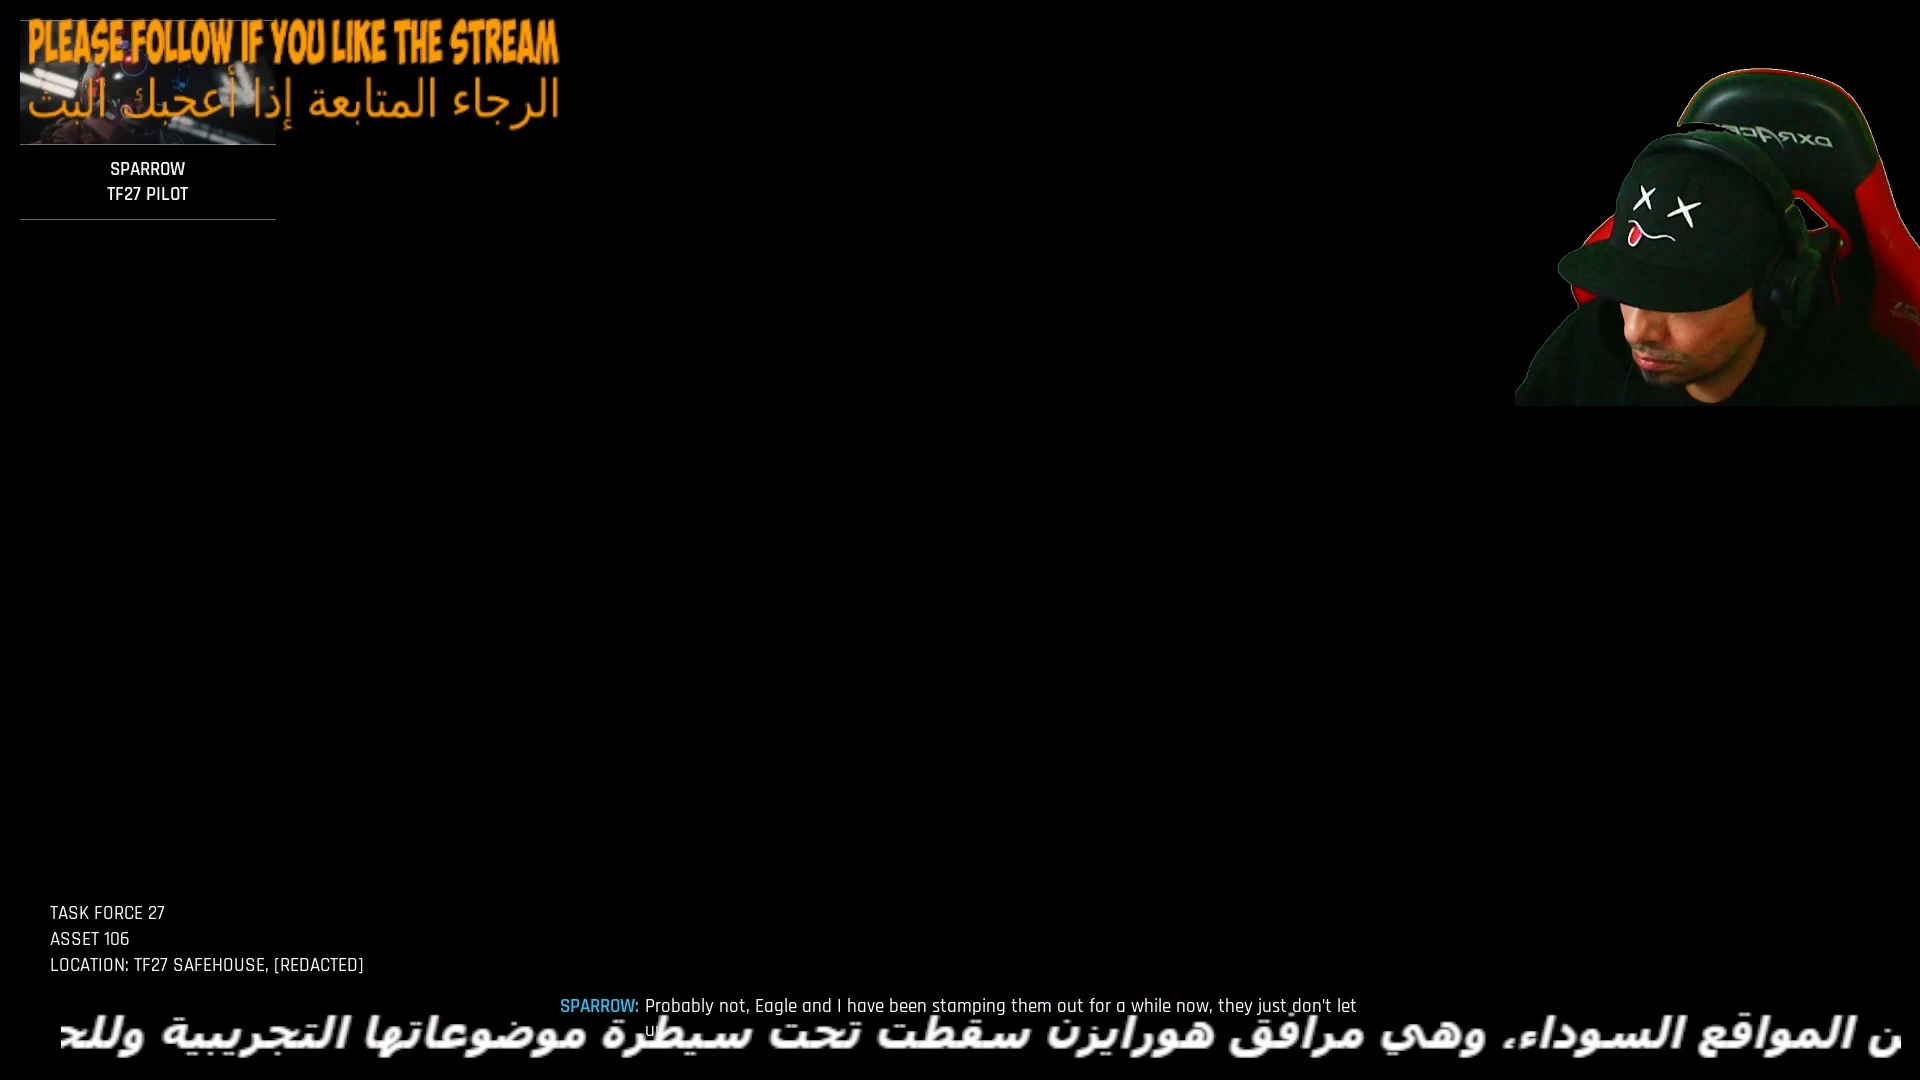 PLEASE FOLLOW IF YOU LIKE THE STREAM
الرجاء المتابعة إذا أعجبك البث
SPARROW
TF27 PILOT
DXRACER
TASK FORCE 27
ASSET 106
LOCATION: TF27 SAFEHOUSE, [REDACTED]
SPARROW: Probably not, Eagle and I have been stamping them out for a while now, they just don't let
المواقع السوداء، وهي مرافق هورايزن سقطت تحت سيطرة موضوعاتها التجريبية